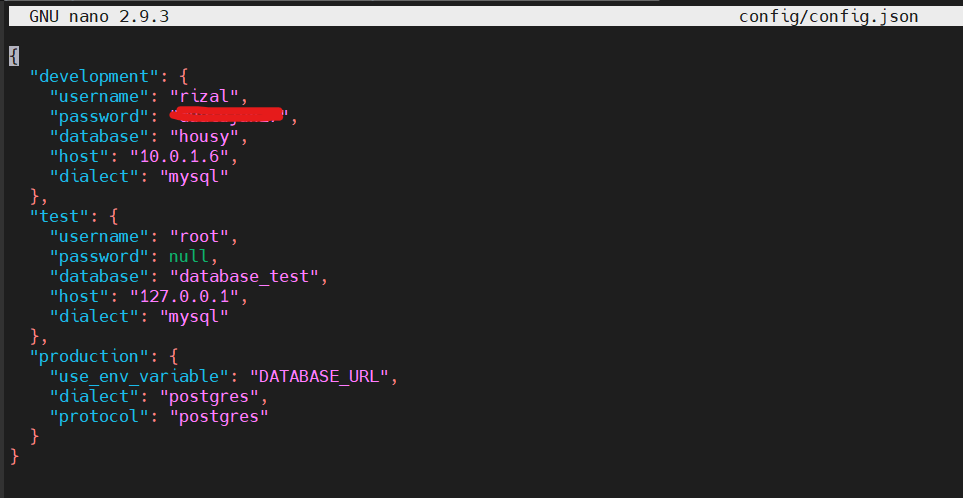 GNU nano 2.9.3 config/config.json
{
"development": {
"username": "rizal",
"password": "
"database": "housy",
"host": "10.0.1.6",
"dialect": "mysql"
},
"test": {
"username": "root",
"password": null,
"database": "database_test",
"host": "127.0.0.1",
"dialect": "mysql"
},
"production": {
"use_env_variable": "DATABASE_URL",
"dialect": "postgres",
"protocol": "postgres"
}
}